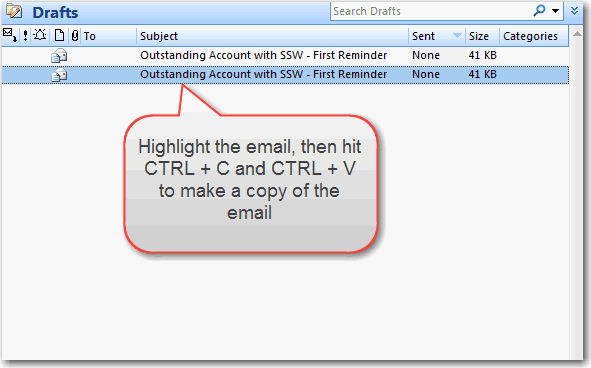 Drafts
Search Drafts
! To Subject Sent Size Categories
Outstanding Account with SSW - First Reminder None 41 KB
Outstanding Account with SSW - First Reminder None 41 KB
Highlight the email, then hit
CTRL + C and CTRL + V
to make a copy of the
email